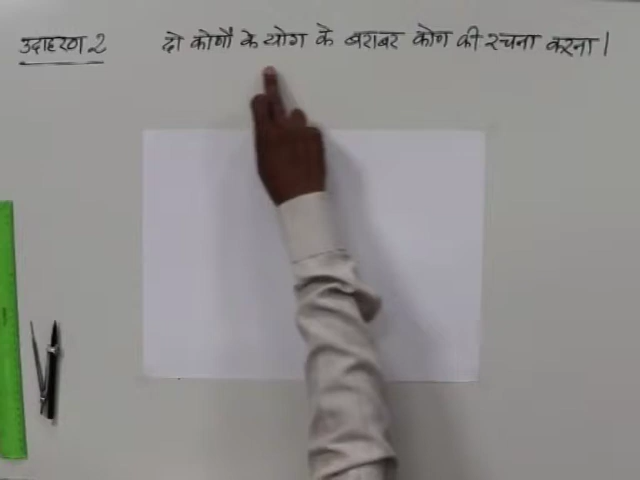 उदाहरण 2 दो कोणों के योग के बराबर कोण की रचना करना।